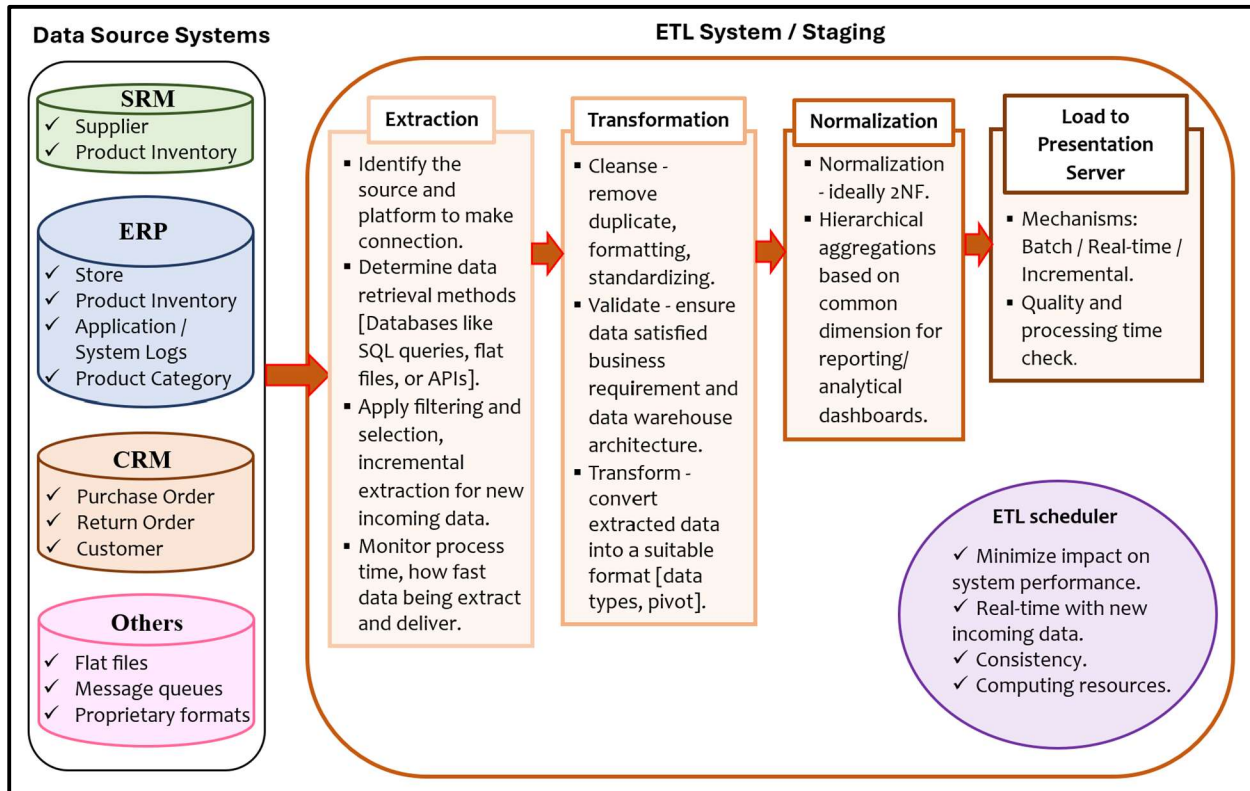 Data Source Systems
SRM
✓ Supplier
✓ Product Inventory
ERP
✓ Store
✓ Product Inventory
✓ Application /
System Logs
✓ Product Category
CRM
✓ Purchase Order
✓ Return Order
✓ Customer
Others
✓ Flat files
✓ Message queues
✓ Proprietary formats
ETL System / Staging
Extraction
▪ Identify the
source and
platform to make
connection.
▪ Determine data
retrieval methods
[Databases like
SQL queries, flat
files, or APIs].
▪ Apply filtering and
selection,
incremental
extraction for new
incoming data.
▪ Monitor process
time, how fast
data being extract
and deliver.
Transformation
▪ Cleanse -
remove
duplicate,
formatting,
standardizing.
▪ Validate - ensure
data satisfied
business
requirement and
data warehouse
architecture.
▪ Transform -
convert
extracted data
into a suitable
format [data
types, pivot].
Normalization
▪ Normalization
- ideally 2NF.
▪ Hierarchical
aggregations
based on
common
dimension for
reporting/
analytical
dashboards.
Load to
Presentation
Server
▪ Mechanisms:
Batch / Real-time /
Incremental.
▪ Quality and
processing time
check.
ETL scheduler
✓ Minimize impact on
system performance.
✓ Real-time with new
incoming data.
✓ Consistency.
✓ Computing resources.